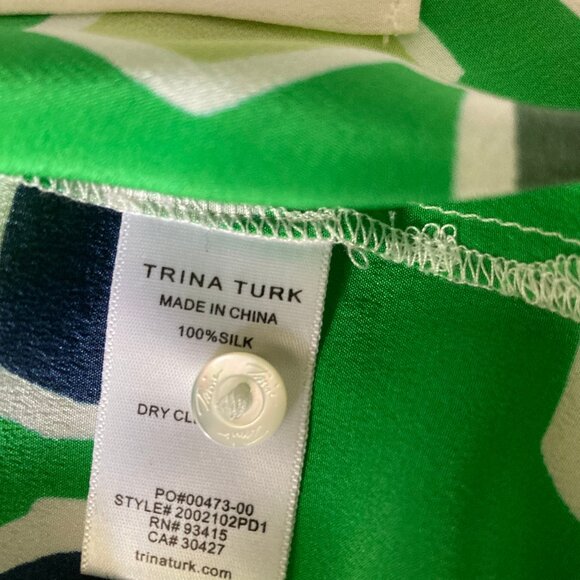 TRINA TURK
MADE IN CHINA
100%SILK
DRY
PO#00473-00
STYLE# 2002102PD1
RN# 93415
CA# 30427
trinaturk.com